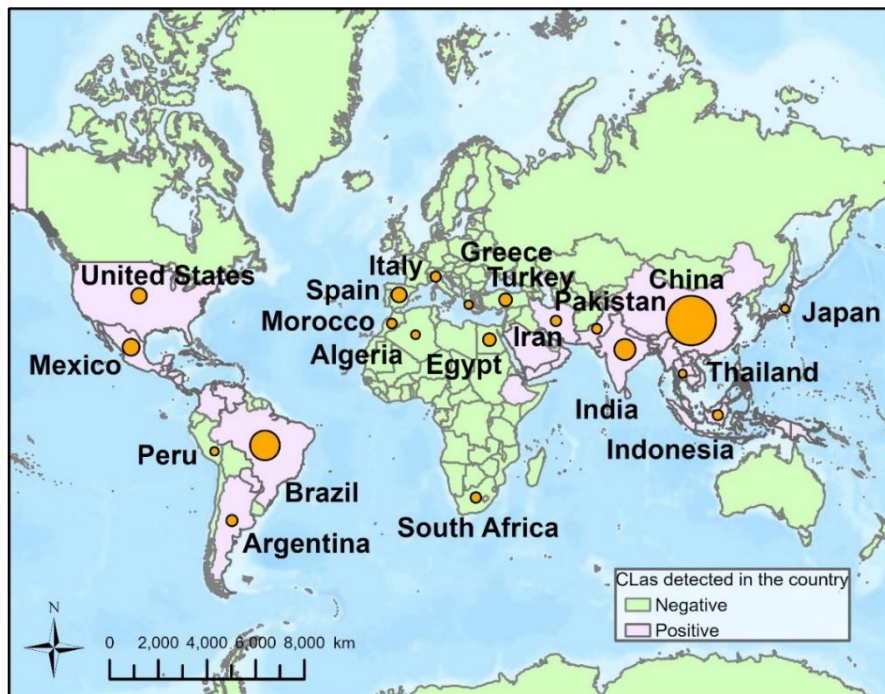 Greece
Italy
United States
Turkey
China
Spain
Pakistan
Japan
Morocco
Iran
Algeria
Egypt
Mexico
Thailand
India
Indonesia
Peru
Brazil
South Africa
Argentina
CLas detected in the country
Negative
Positive
N
0 2,000 4,000 6,000 8,000 km